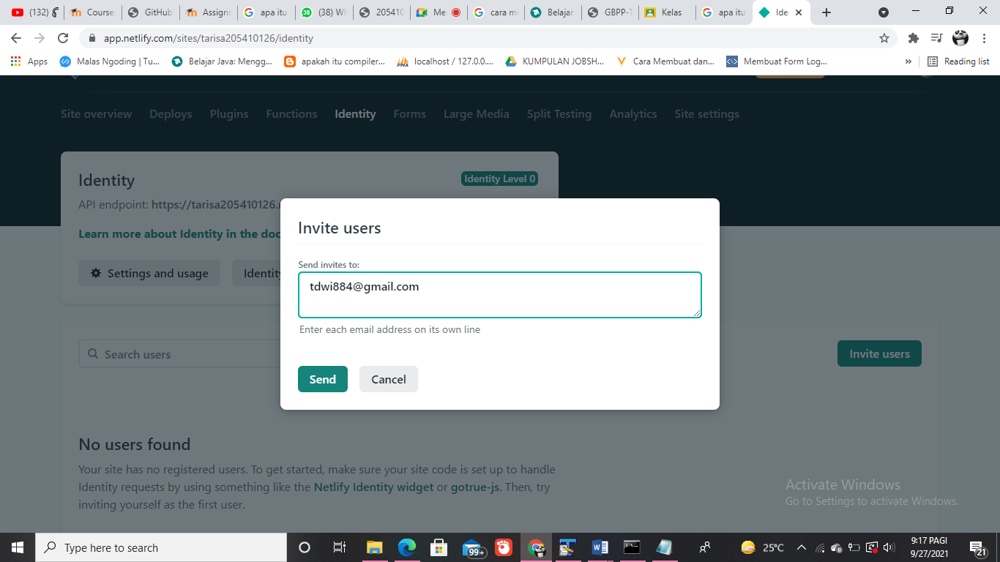 (132)
Course
GitHub
Assignm
apa itu
(38) Wh
205410
Mee
cara m
Belajar
GBPP-T
Kelas
apa itu
Ide
app.netlify.com/sites/tarisa205410126/identity
Apps
Malas Ngoding | Tu...
Belajar Java: Mengg...
apakah itu compiler...
localhost / 127.0.0....
KUMPULAN JOBSH...
Cara Membuat dan...
Membuat Form Log...
»
Reading list
Site overview
Deploys
Plugins
Functions
Identity
Forms
Large Media
Split Testing
Analytics
Site settings
Identity
Identity Level 0
API endpoint: https://tarisa205410126.
Learn more about Identity in the doc
Settings and usage
Identity
Invite users
Send invites to:
tdwi884@gmail.com
Enter each email address on its own line
Send
Cancel
Search users
Invite users
No users found
Your site has no registered users. To get started, make sure your site code is set up to handle
Identity requests by using something like the Netlify Identity widget or gotrue-js. Then, try
inviting yourself as the first user.
Activate Windows
Go to Settings to activate Windows.
Type here to search
99+
25°C
9:17 PAGI
9/27/2021
21